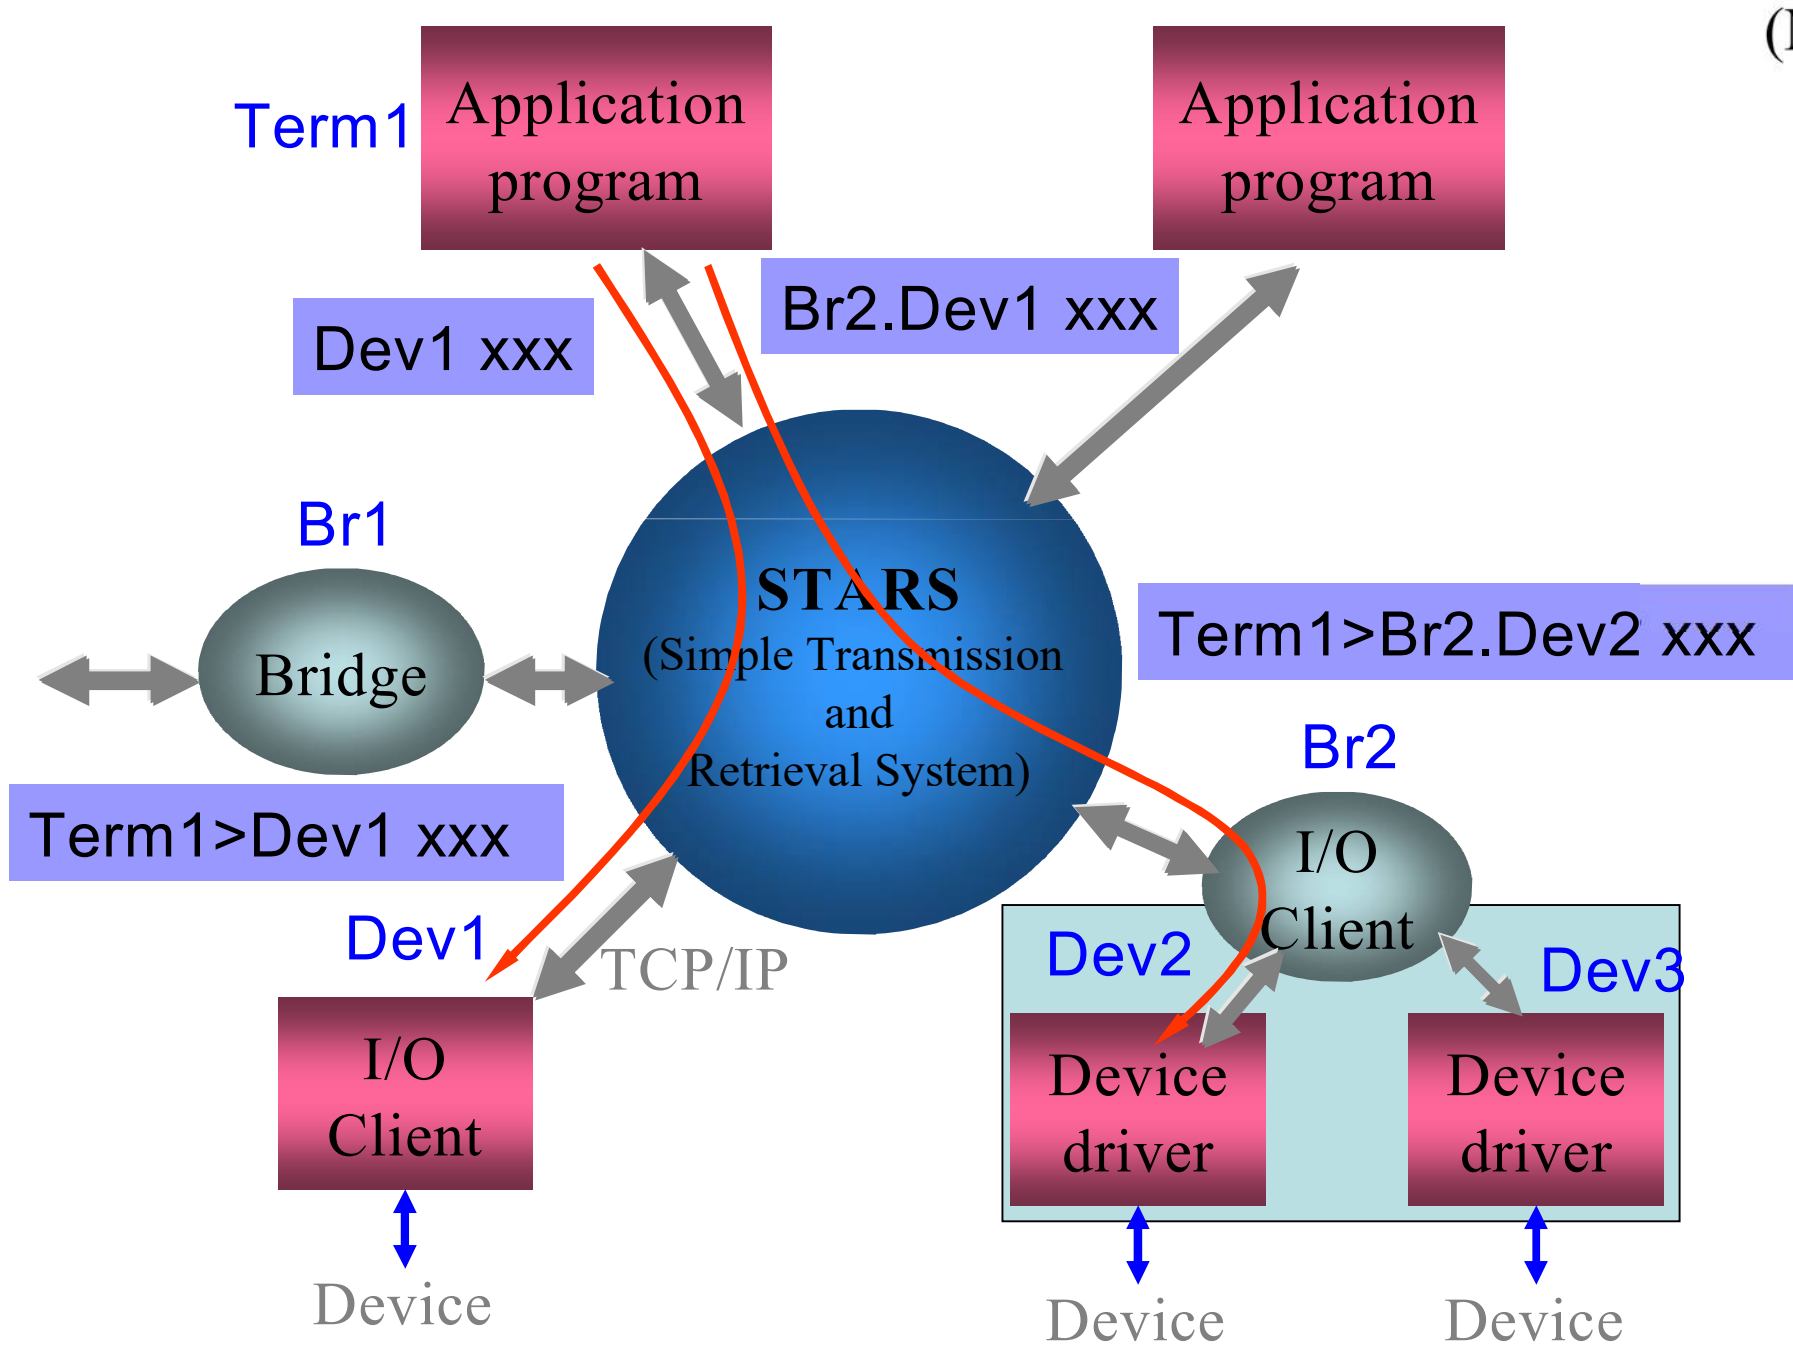 Term1
Application
program
Application
program
Dev1 xxx
Br2.Dev1 xxx
Br1
Bridge
STARS
(Simple Transmission
and
Retrieval System)
Term1>Br2.Dev2 xxx
Term1>Dev1 xxx
Br2
I/O
Client
Dev1
TCP/IP
Dev2
Dev3
I/O
Client
Device
driver
Device
driver
Device
Device
Device